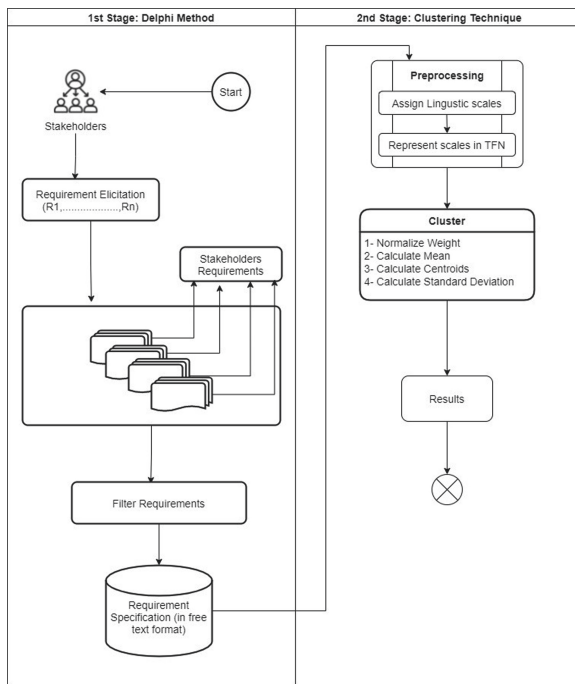 1st Stage: Delphi Method
2nd Stage: Clustering Technique
Start
Stakeholders
Requirement Elicitation
(R1,...................,Rn)
Stakeholders
Requirements
Filter Requirements
Requirement
Specification (in free
text format)
Preprocessing
Assign Lingustic scales
Represent scales in TFN
Cluster
1- Normalize Weight
2- Calculate Mean
3- Calculate Centroids
4- Calculate Standard Deviation
Results